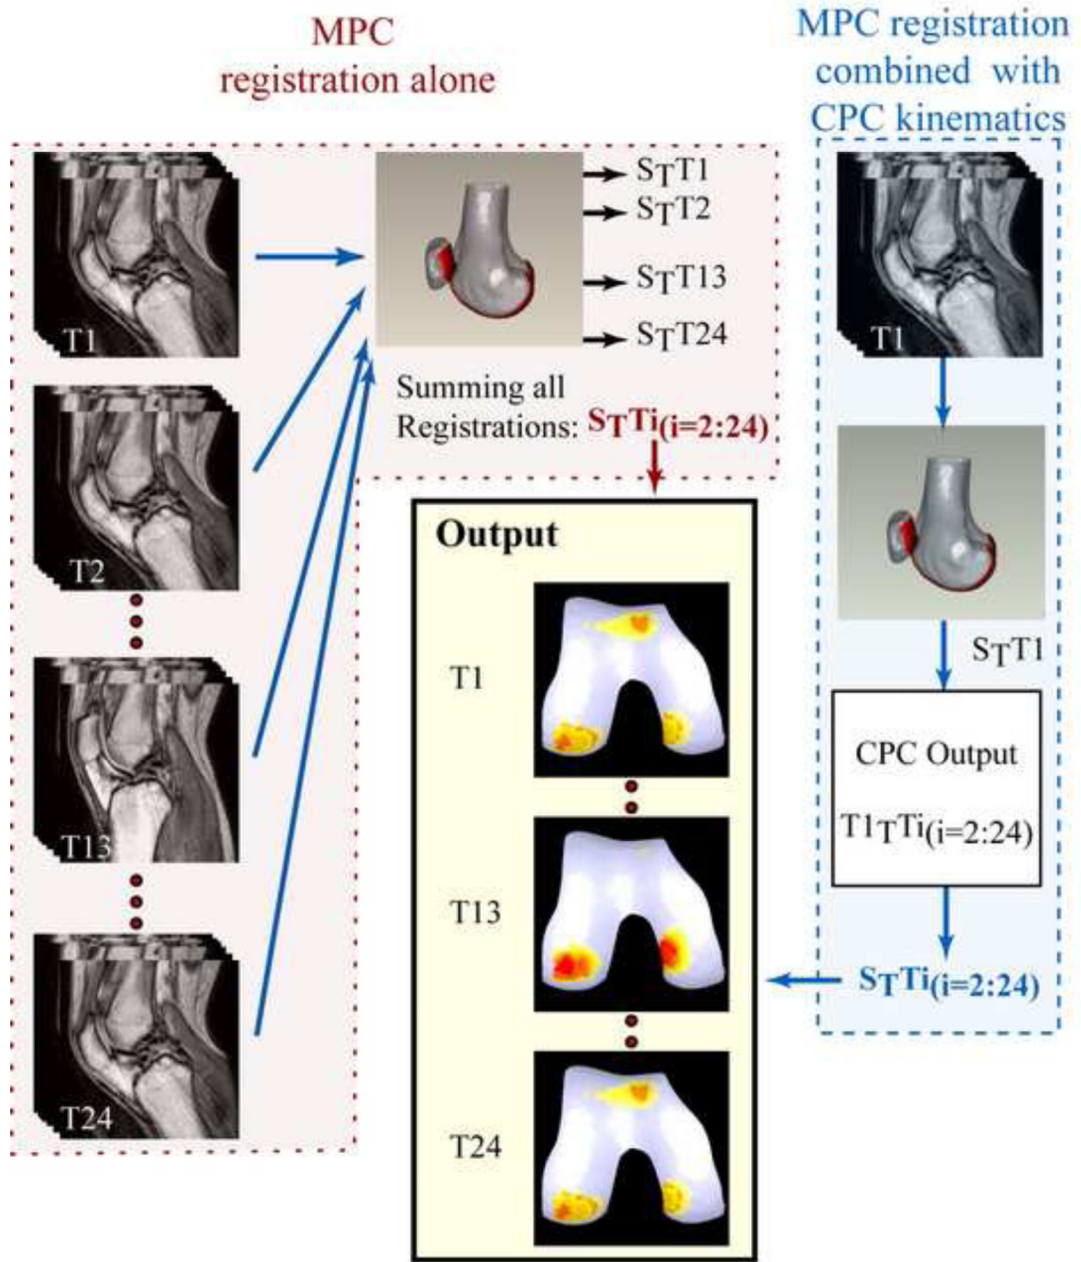 MPC
registration alone
MPC registration
combined with
CPC kinematics
T1
T2
T13
T24
STT1
STT2
STT13
STT24
Summing all
Registrations: STTi(i=2:24)
Output
T1
T13
T24
T1
STT1
CPC Output
T1TTi(i=2:24)
STTi(i=2:24)